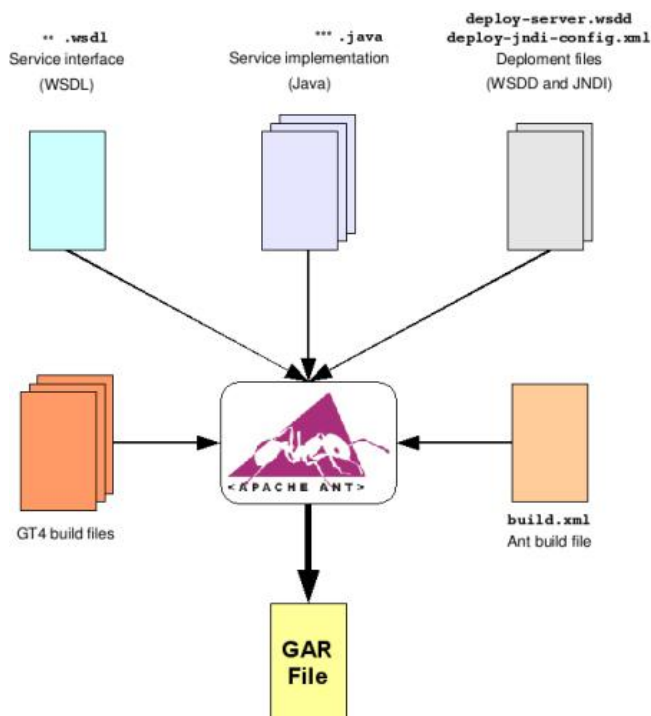 ** .wsdl
Service interface
(WSDL)
*** .java
Service implementation
(Java)
deploy-server.wsdd
deploy-jndi-config.xml
Deploment files
(WSDD and JNDI)
<APACHE ANT>
GT4 build files
build.xml
Ant build file
GAR
File